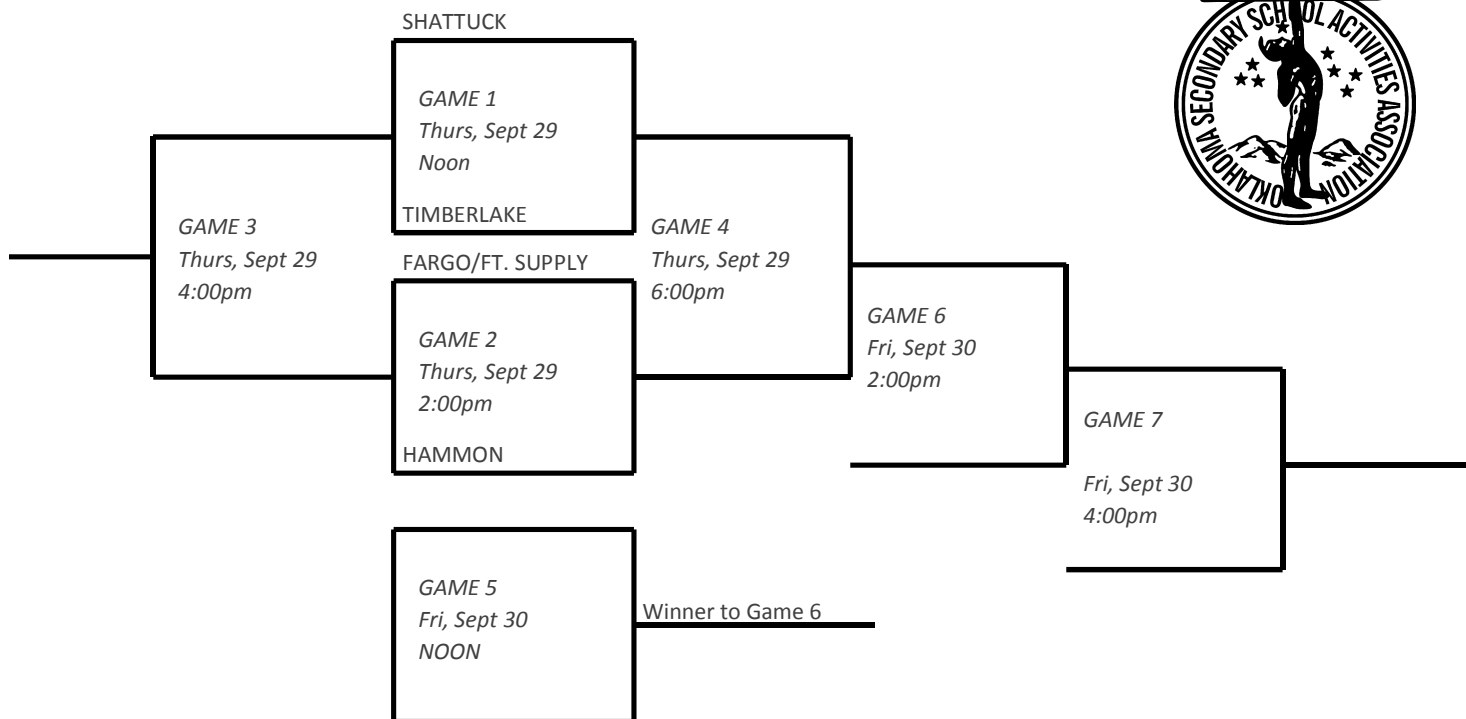 SHATTUCK
GAME 1
Thurs, Sept 29
Noon
TIMBERLAKE
GAME 3
Thurs, Sept 29
4:00pm
GAME 4
Thurs, Sept 29
6:00pm
FARGO/FT. SUPPLY
GAME 2
Thurs, Sept 29
2:00pm
HAMMON
GAME 6
Fri, Sept 30
2:00pm
GAME 7
Fri, Sept 30
4:00pm
GAME 5
Fri, Sept 30
NOON
Winner to Game 6
OKLAHOMA SECONDARY SCHOOL ACTIVITIES ASSOCIATION